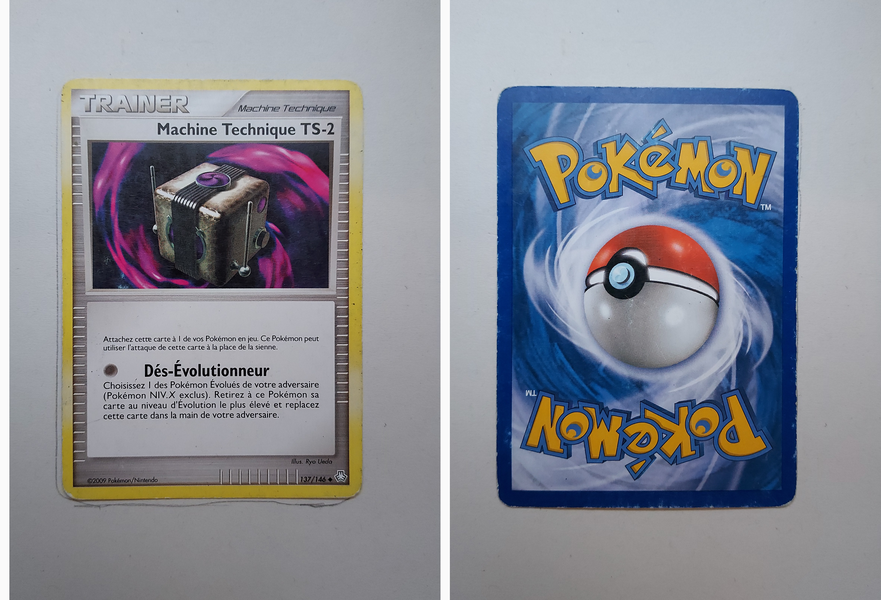 TRAINER
Machine Technique
Machine Technique TS-2
Attachez cette carte à 1 de vos Pokémon en jeu. Ce Pokémon peut
utiliser l'attaque de cette carte à la place de la sienne.
Dés-Évolutionneur
Choisissez 1 des Pokémon Évolués de votre adversaire
(Pokémon NIV.X exclus). Retirez à ce Pokémon sa
carte au niveau d'Évolution le plus élevé et replacez
cette carte dans la main de votre adversaire.
Illus. Ryo Ueda
©2009 Pokémon/Nintendo
137/146
POKéMON
TM
POKéMON
TM